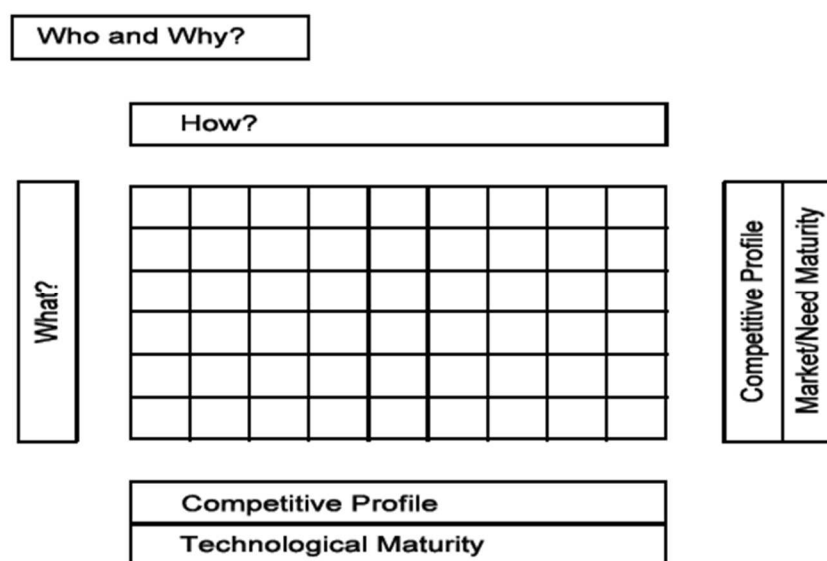 Who and Why?
How?
What?
Competitive Profile
Market/Need Maturity
Competitive Profile
Technological Maturity